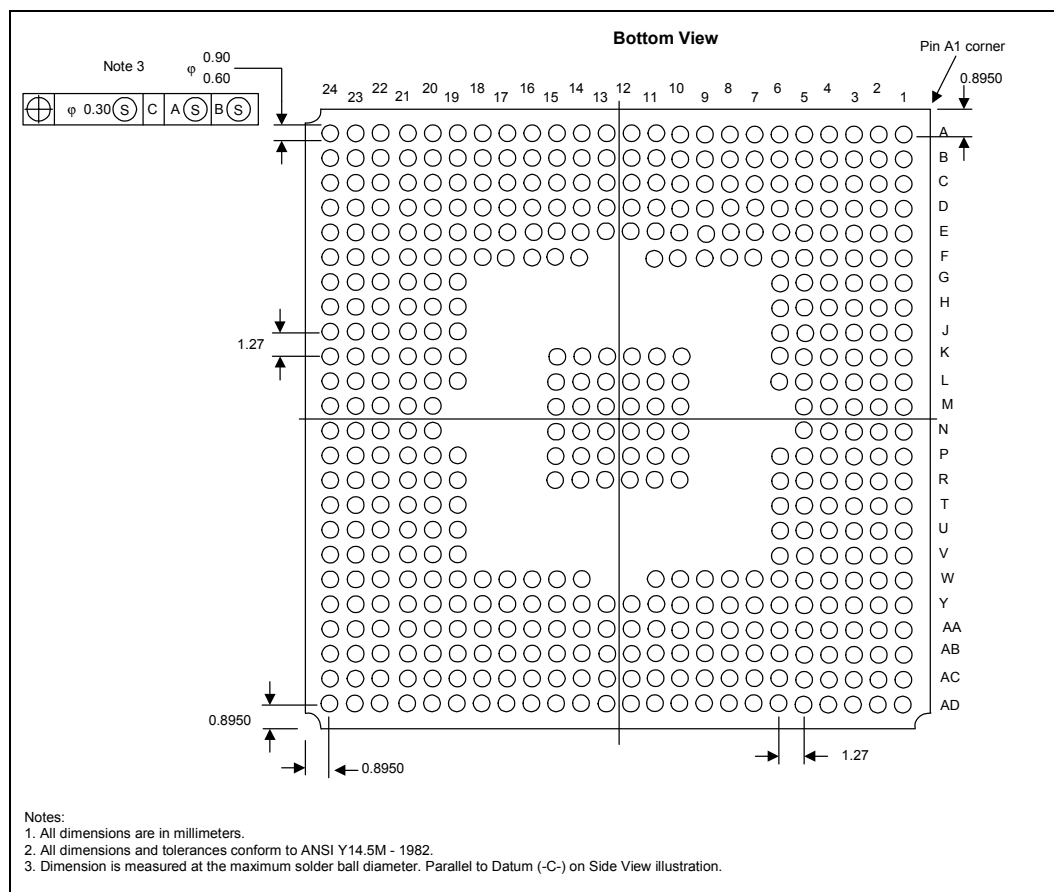 Bottom View
Pin A1 corner
Note 3
φ 0.90
0.60
0.8950
φ 0.30 S C A S B S
24 23 22 21 20 19 18 17 16 15 14 13 12 11 10 9 8 7 6 5 4 3 2 1
A
B
C
D
E
F
G
H
J
1.27
K
L
M
N
P
R
T
U
V
W
Y
AA
AB
AC
AD
0.8950
1.27
0.8950
Notes:
1. All dimensions are in millimeters.
2. All dimensions and tolerances conform to ANSI Y14.5M - 1982.
3. Dimension is measured at the maximum solder ball diameter. Parallel to Datum (-C-) on Side View illustration.